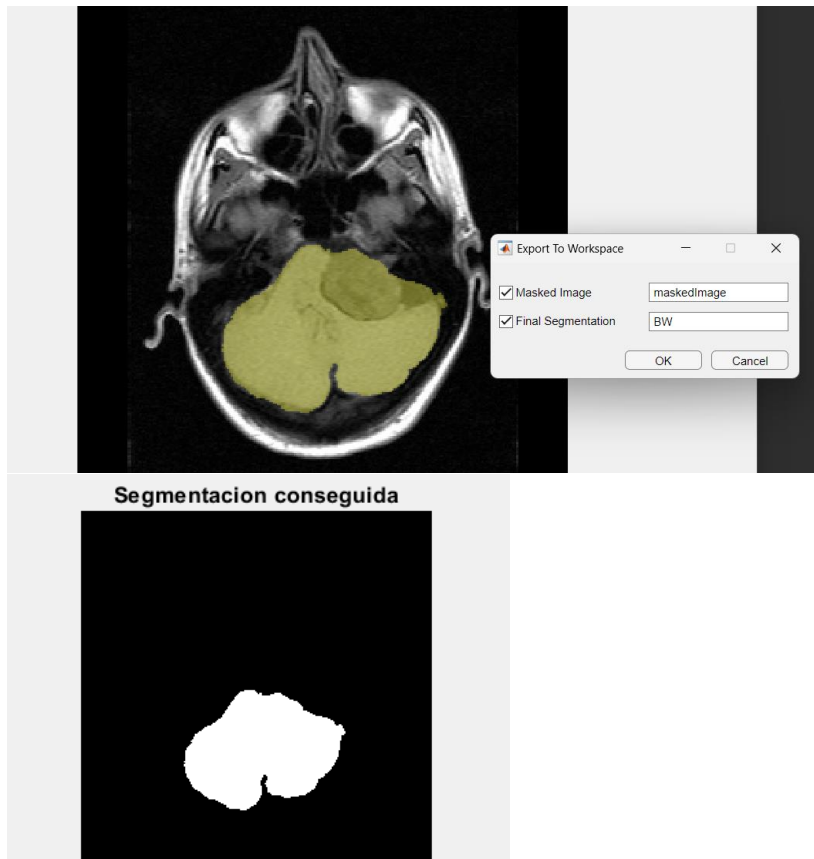 Export To Workspace
Masked Image maskedImage
Final Segmentation BW
OK Cancel
Segmentacion conseguida